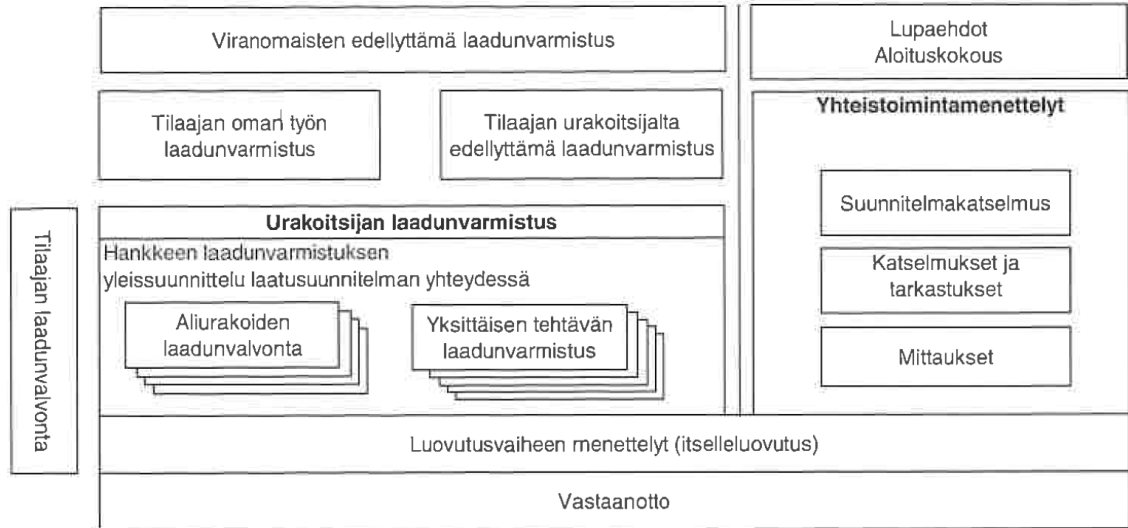 Viranomaisten edellyttämä laadunvarmistus
Lupaehdot
Aloituskokous
Tilaajan oman työn
laadunvarmistus
Tilaajan urakoitsijalta
edellyttämä laadunvarmistus
Yhteistoimintamenettelyt
Suunnitelmakatselmus
Katselmukset ja
tarkastukset
Mittaukset
Tilaajan laadunvalvonta
Urakoitsijan laadunvarmistus
Hankkeen laadunvarmistuksen
yleissuunnittelu laatusuunnitelman yhteydessä
Aliurakoiden
laadunvalvonta
Yksittäisen tehtävän
laadunvarmistus
Luovutusvaiheen menettelyt (itselleluovutus)
Vastaanotto